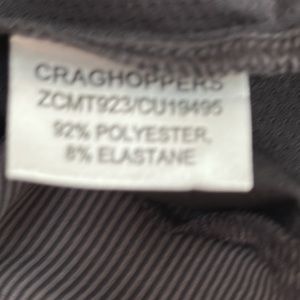 CRAGHOPPERS
ZCMT923/CU19495
92% POLYESTER,
8% ELASTANE